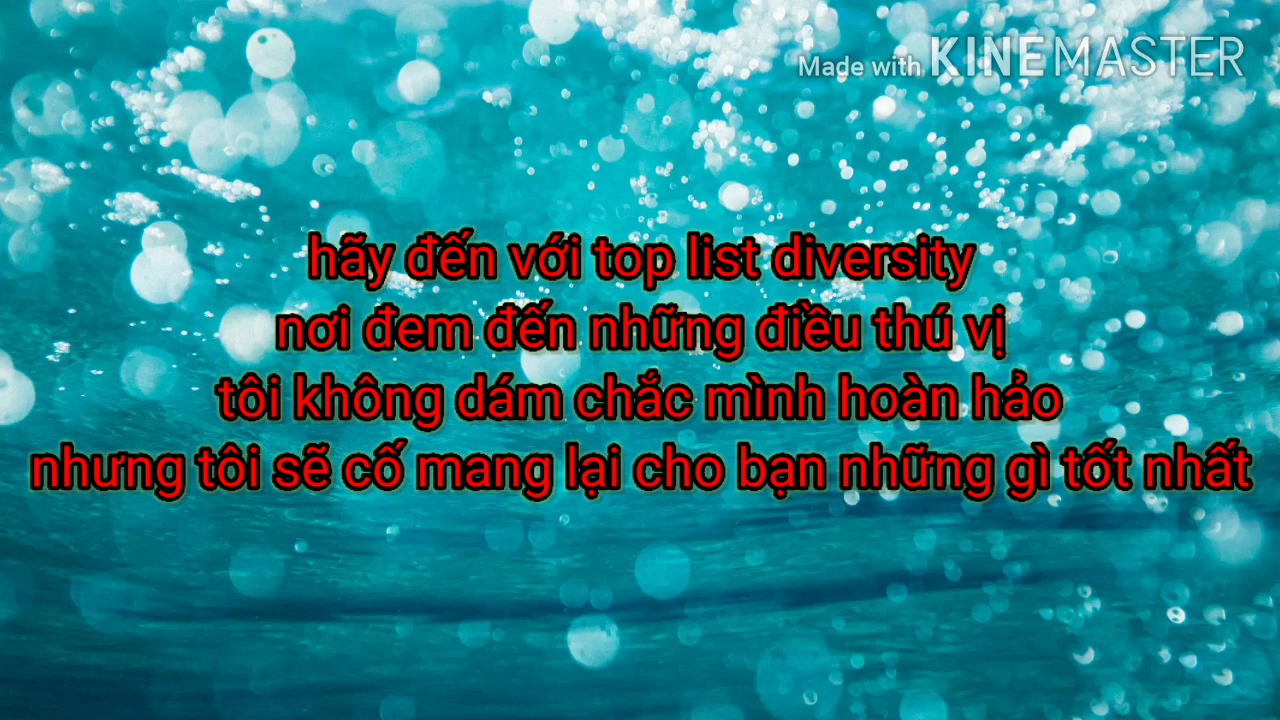 Made with KINEMASTER
hãy đến với top list diversity
nơi đem đến những điều thú vị
tôi không dám chắc mình hoàn hảo
nhưng tôi sẽ cố mang lại cho bạn những gì tốt nhất